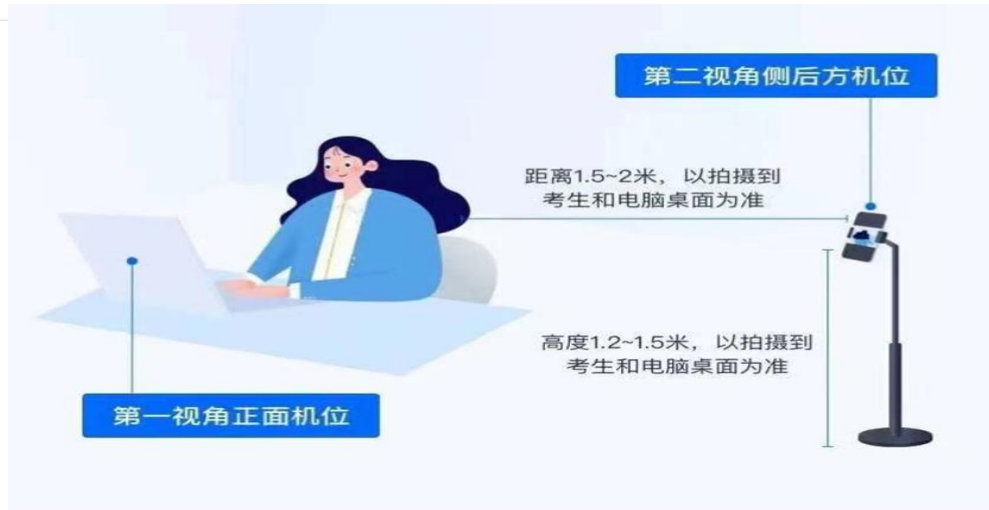 第二视角侧后方机位
距离1.5~2米，以拍摄到
考生和电脑桌面为准
高度1.2~1.5米，以拍摄到
考生和电脑桌面为准
第一视角正面机位